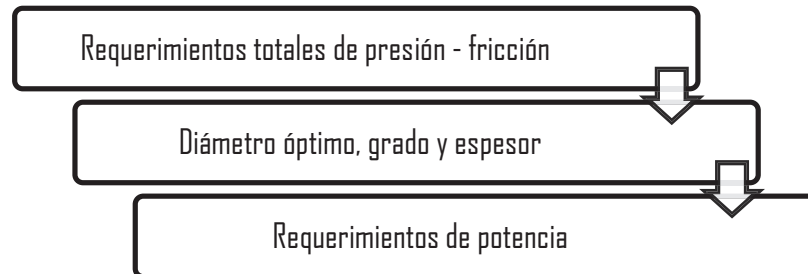 Requerimientos totales de presión - fricción
Diámetro óptimo, grado y espesor
Requerimientos de potencia